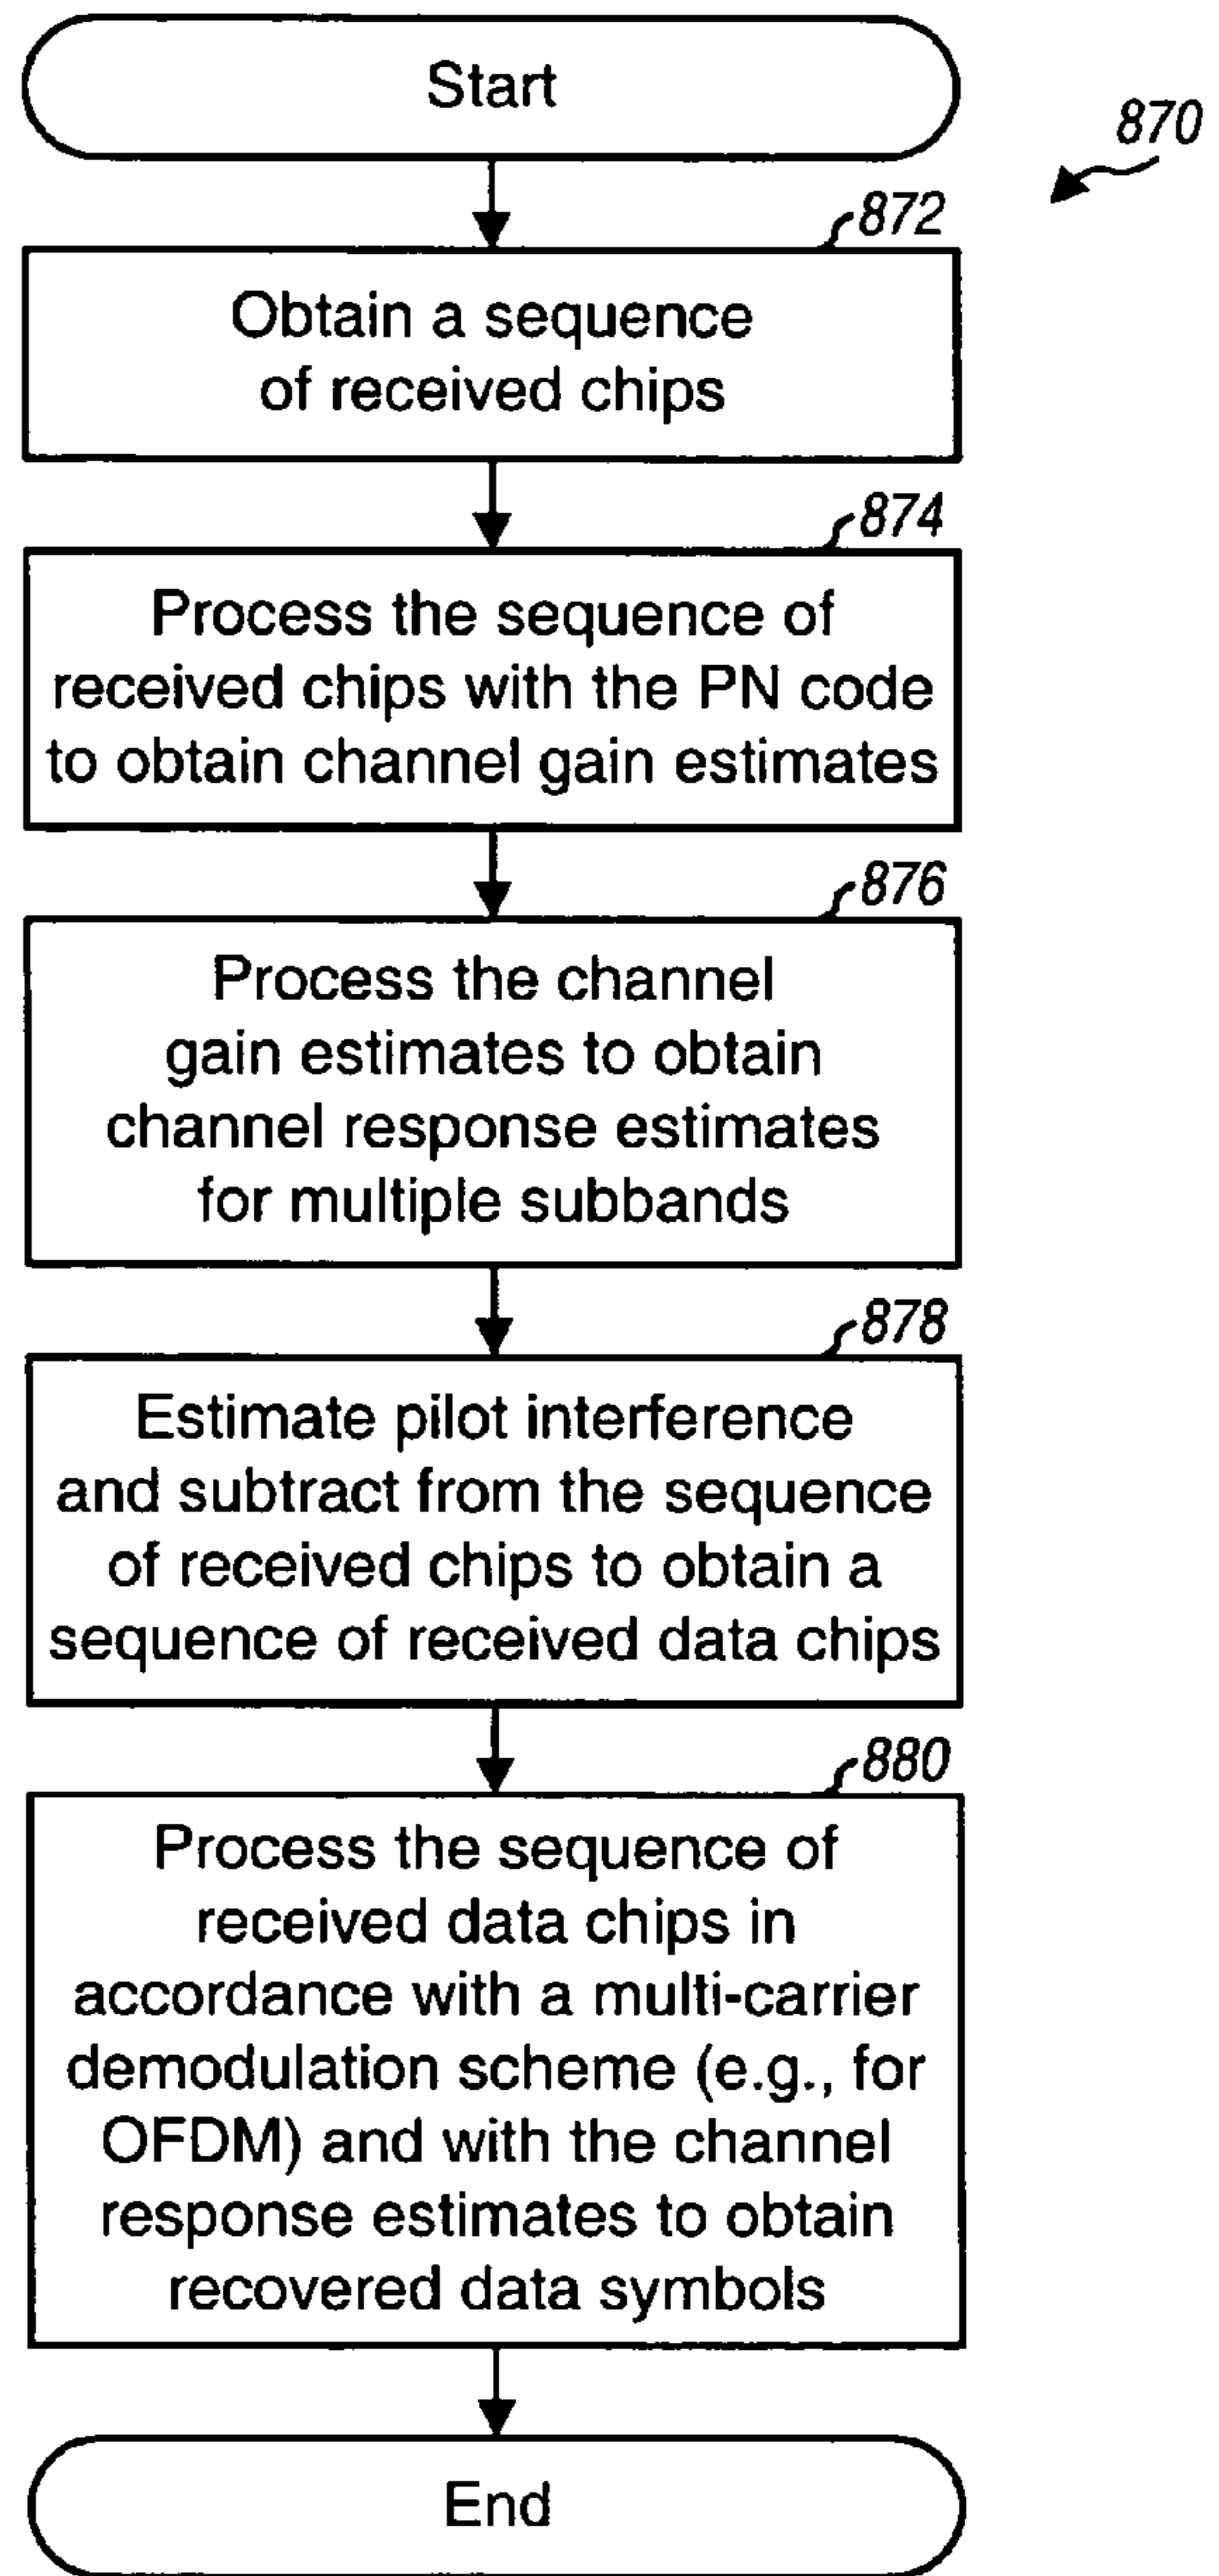 Start
870
872
Obtain a sequence
of received chips
874
Process the sequence of
received chips with the PN code
to obtain channel gain estimates
876
Process the channel
gain estimates to obtain
channel response estimates
for multiple subbands
878
Estimate pilot interference
and subtract from the sequence
of received chips to obtain a
sequence of received data chips
880
Process the sequence of
received data chips in
accordance with a multi-carrier
demodulation scheme (e.g., for
OFDM) and with the channel
response estimates to obtain
recovered data symbols
End